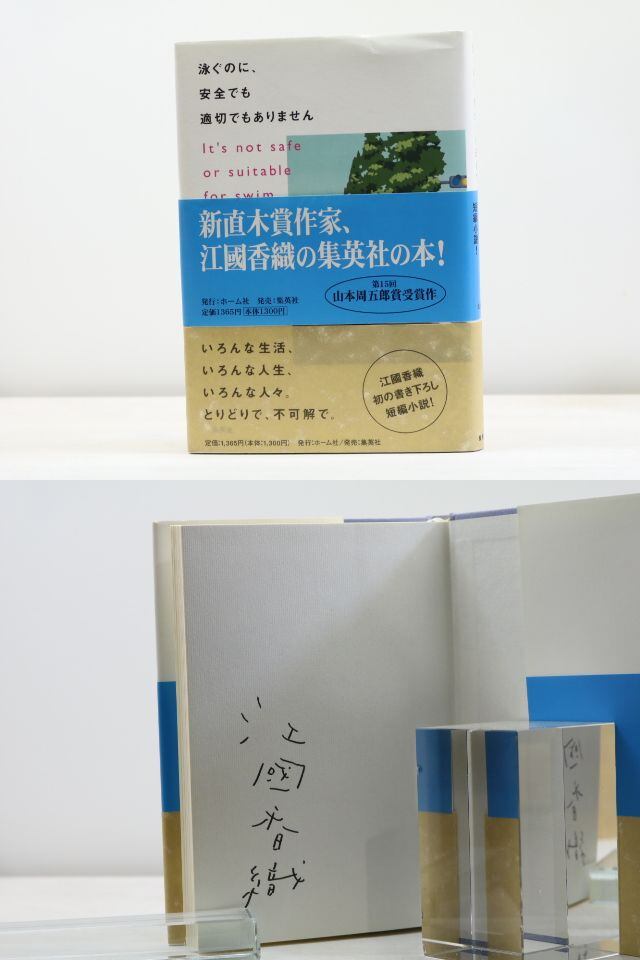 泳ぐのに、
安全でも
適切でもありません
It's not safe
or suitable
for swim
新直木賞作家、
江國香織の集英社の本!
第15回
山本周五郎賞受賞作
発行:ホーム社 発売:集英社
定価1365円 本体1300円
いろんな生活、
いろんな人生、
いろんな人々。
とりどりで、不可解で。
江國香織
初の書き下ろし
短編小説!
定価:1,365円(本体:1,300円) 発行:ホーム社/発売:集英社
江國香織